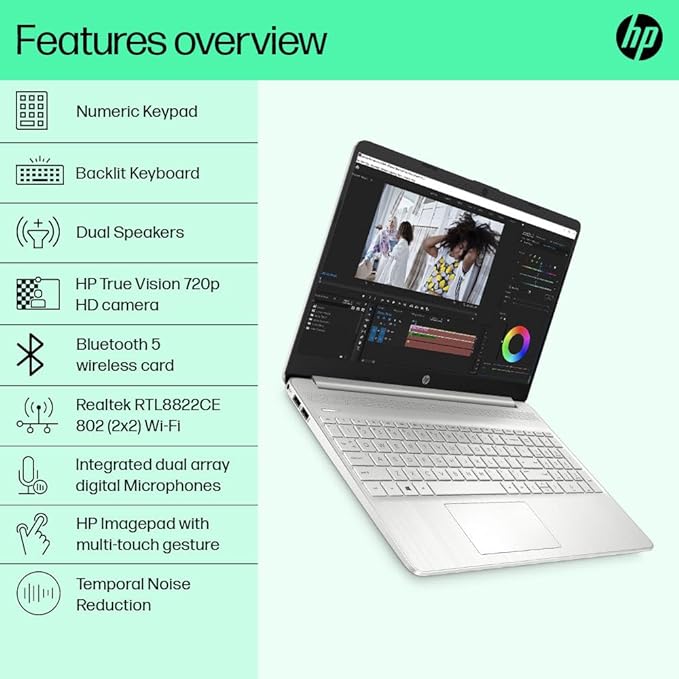 Features overview
hp
Numeric Keypad
Backlit Keyboard
Dual Speakers
HP True Vision 720p
HD camera
Bluetooth 5
wireless card
Realtek RTL8822CE
802 (2x2) Wi-Fi
Integrated dual array
digital Microphones
HP Imagepad with
multi-touch gesture
Temporal Noise
Reduction